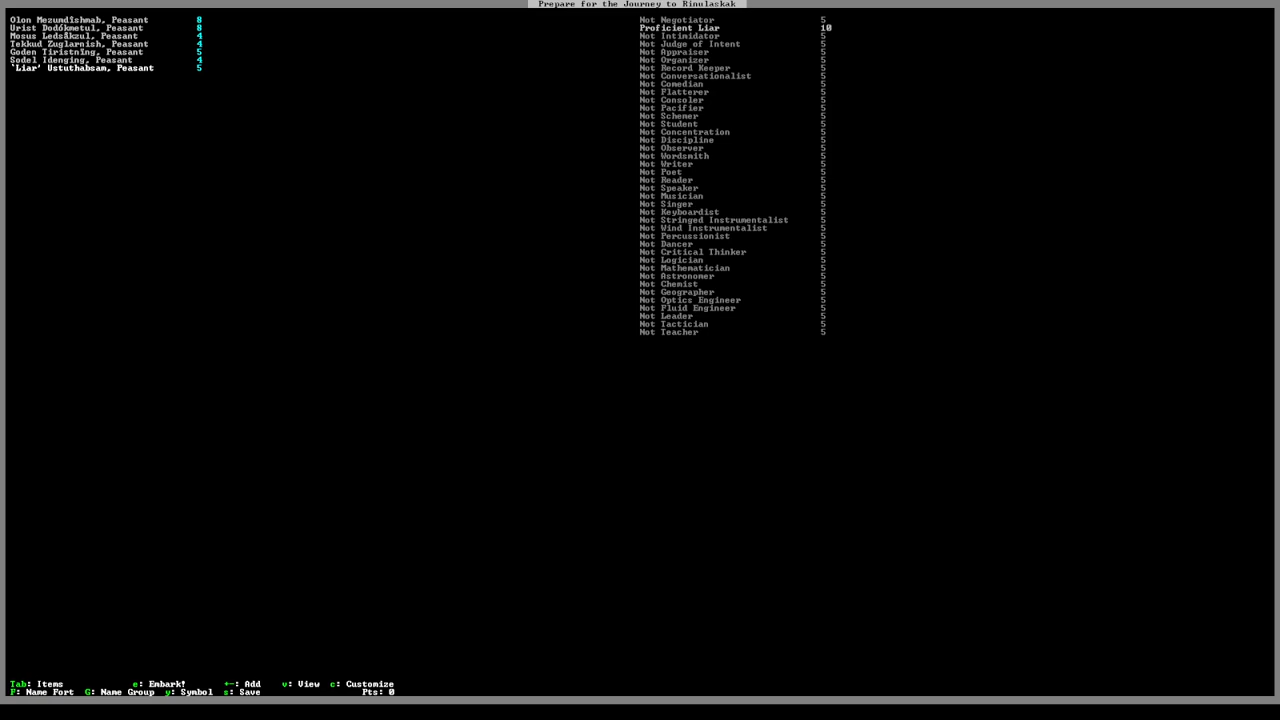 Prepare for the Journey to Rinulaskak
Olon Mezumdîshmab, Peasant 8
Urist Dodókmetul, Peasant 8
Mosus Ledsâkzul, Peasant 4
Tekkud Zuglarnish, Peasant 4
Goden Tiristnîng, Peasant 5
Sodel Idenging, Peasant 4
`Liar' Ustuthabsam, Peasant 5
Not Negotiator 5
Proficient Liar 10
Not Intimidator 5
Not Judge of Intent 5
Not Appraiser 5
Not Organizer 5
Not Record Keeper 5
Not Conversationalist 5
Not Comedian 5
Not Flatterer 5
Not Consoler 5
Not Pacifier 5
Not Schemer 5
Not Student 5
Not Concentration 5
Not Discipline 5
Not Observer 5
Not Wordsmith 5
Not Writer 5
Not Poet 5
Not Reader 5
Not Speaker 5
Not Musician 5
Not Singer 5
Not Keyboardist 5
Not Stringed Instrumentalist 5
Not Wind Instrumentalist 5
Not Percussionist 5
Not Dancer 5
Not Critical Thinker 5
Not Logician 5
Not Mathematician 5
Not Astronomer 5
Not Chemist 5
Not Geographer 5
Not Optics Engineer 5
Not Fluid Engineer 5
Not Leader 5
Not Tactician 5
Not Teacher 5
Tab: Items e: Embark! +-: Add v: View c: Customize
F: Name Fort G: Name Group y: Symbol s: Save Pts: 0